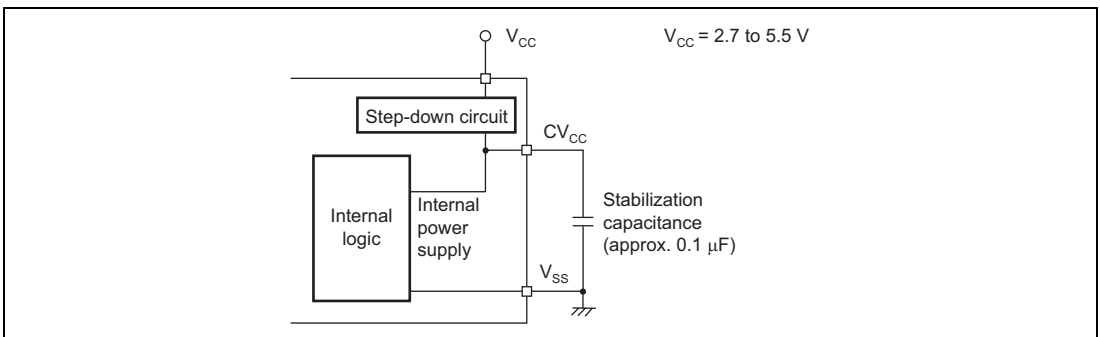 V_CC
V_CC = 2.7 to 5.5 V
Step-down circuit
CV_CC
Internal
logic
Internal
power
supply
Stabilization
capacitance
(approx. 0.1 μF)
V_SS